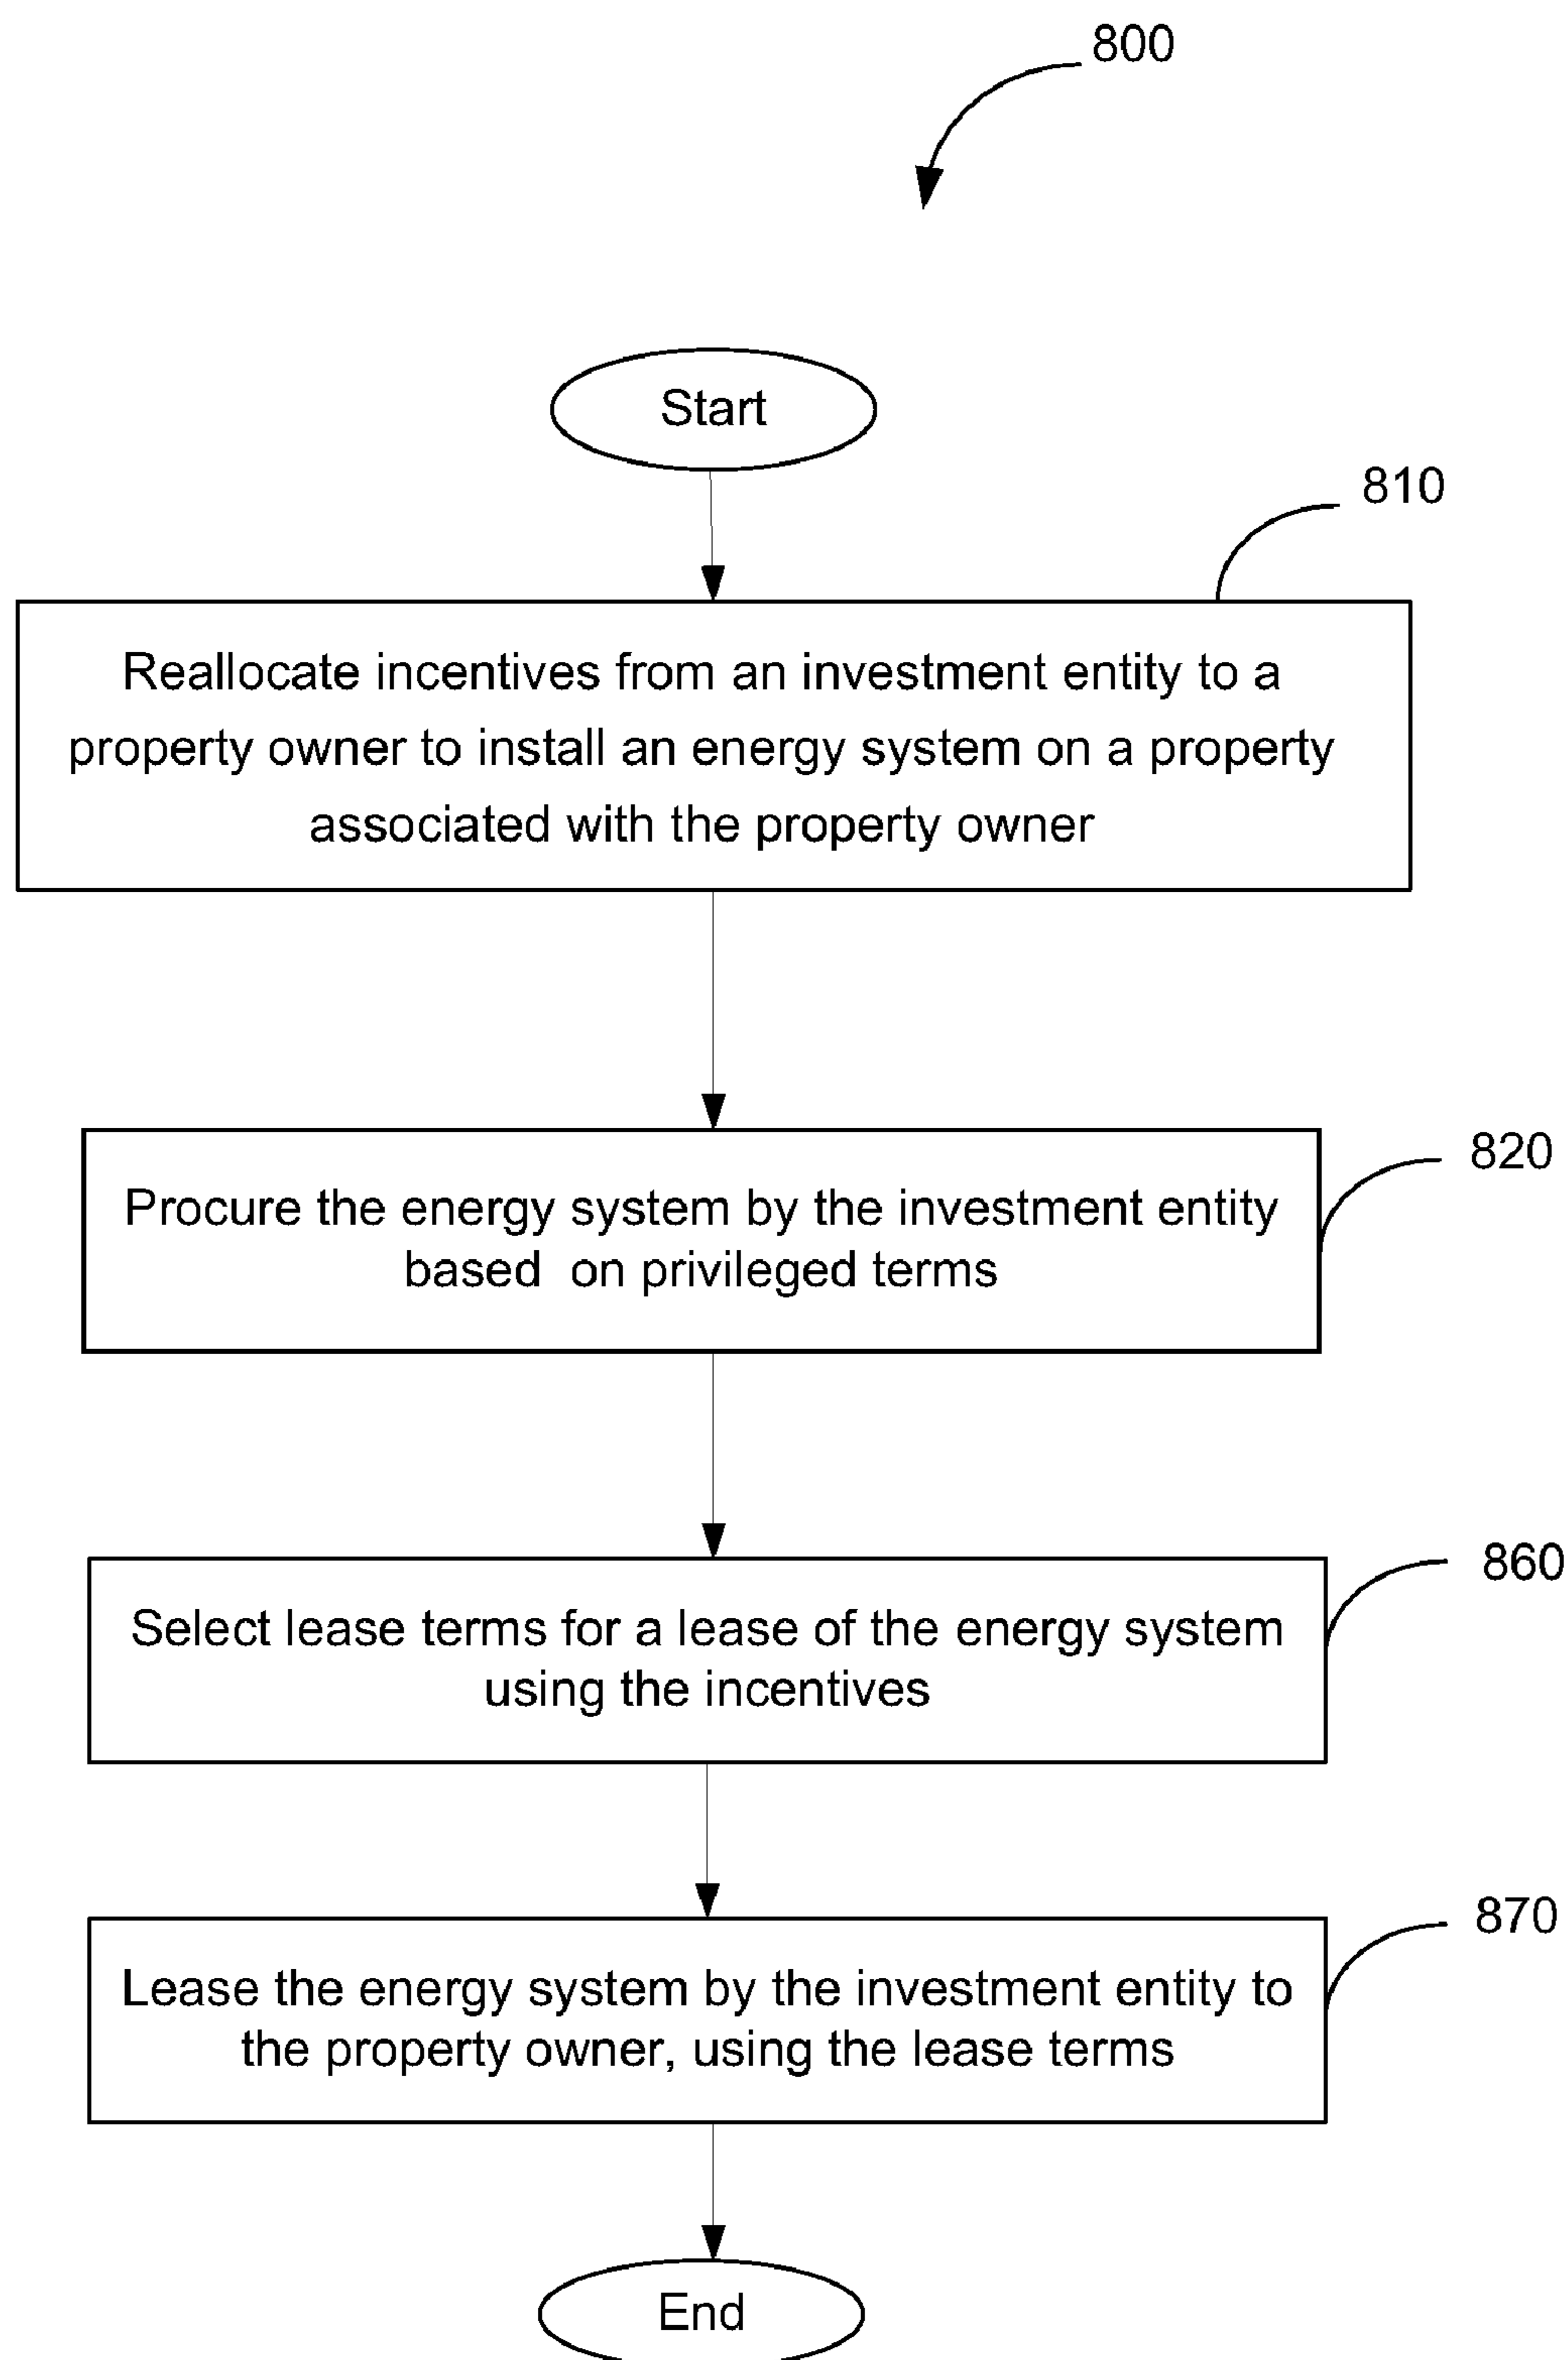 800
Start
810
Reallocate incentives from an investment entity to a
property owner to install an energy system on a property
associated with the property owner
820
Procure the energy system by the investment entity
based on privileged terms
860
Select lease terms for a lease of the energy system
using the incentives
870
Lease the energy system by the investment entity to
the property owner, using the lease terms
End